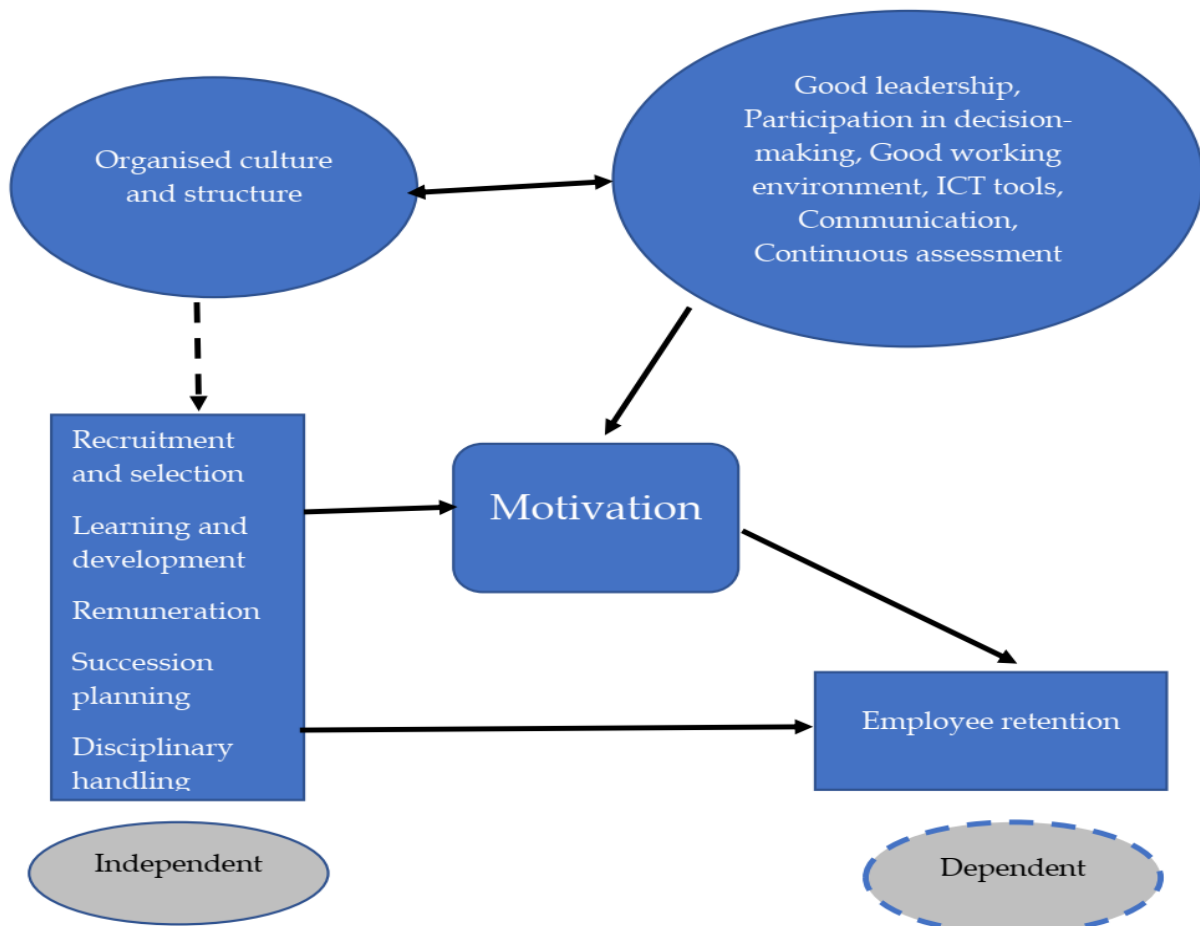 Organised culture
and structure
Good leadership,
Participation in decision-
making, Good working
environment, ICT tools,
Communication,
Continuous assessment
Recruitment
and selection
Learning and
development
Remuneration
Succession
planning
Disciplinary
handling
Motivation
Employee retention
Independent
Dependent